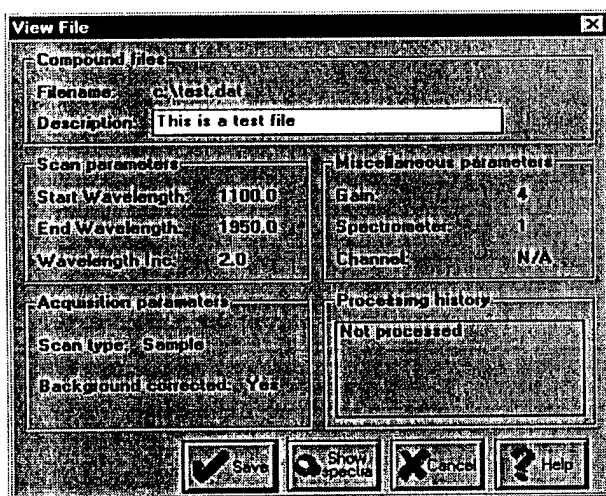 View File
Compound files
Filename: c:\test.dat
Description: This is a test file
Scan parameters
Start Wavelength: 1100.0
End Wavelength: 1950.0
Wavelength Inc: 2.0
Miscellaneous parameters
Gain: 4
Spectrometer: 1
Channel: N/A
Acquisition parameters
Scan type: Sample
Background corrected: Yes
Processing history
Not processed
Save
Show
spectra
Cancel
Help